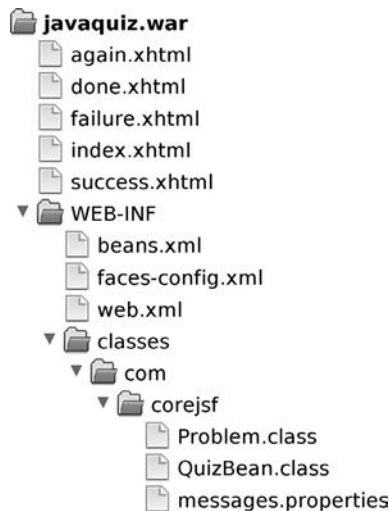 javaquiz.war
again.xhtml
done.xhtml
failure.xhtml
index.xhtml
success.xhtml
WEB-INF
beans.xml
faces-config.xml
web.xml
classes
com
corejsf
Problem.class
QuizBean.class
messages.properties